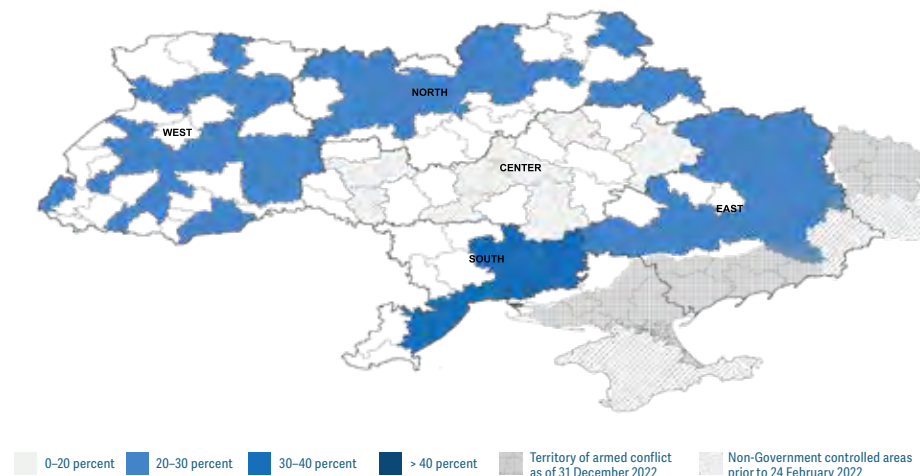 NORTH
WEST
CENTER
EAST
SOUTH
0–20 percent
20–30 percent
30–40 percent
> 40 percent
Territory of armed conflict
as of 31 December 2022
Non-Government controlled areas
prior to 24 February 2022